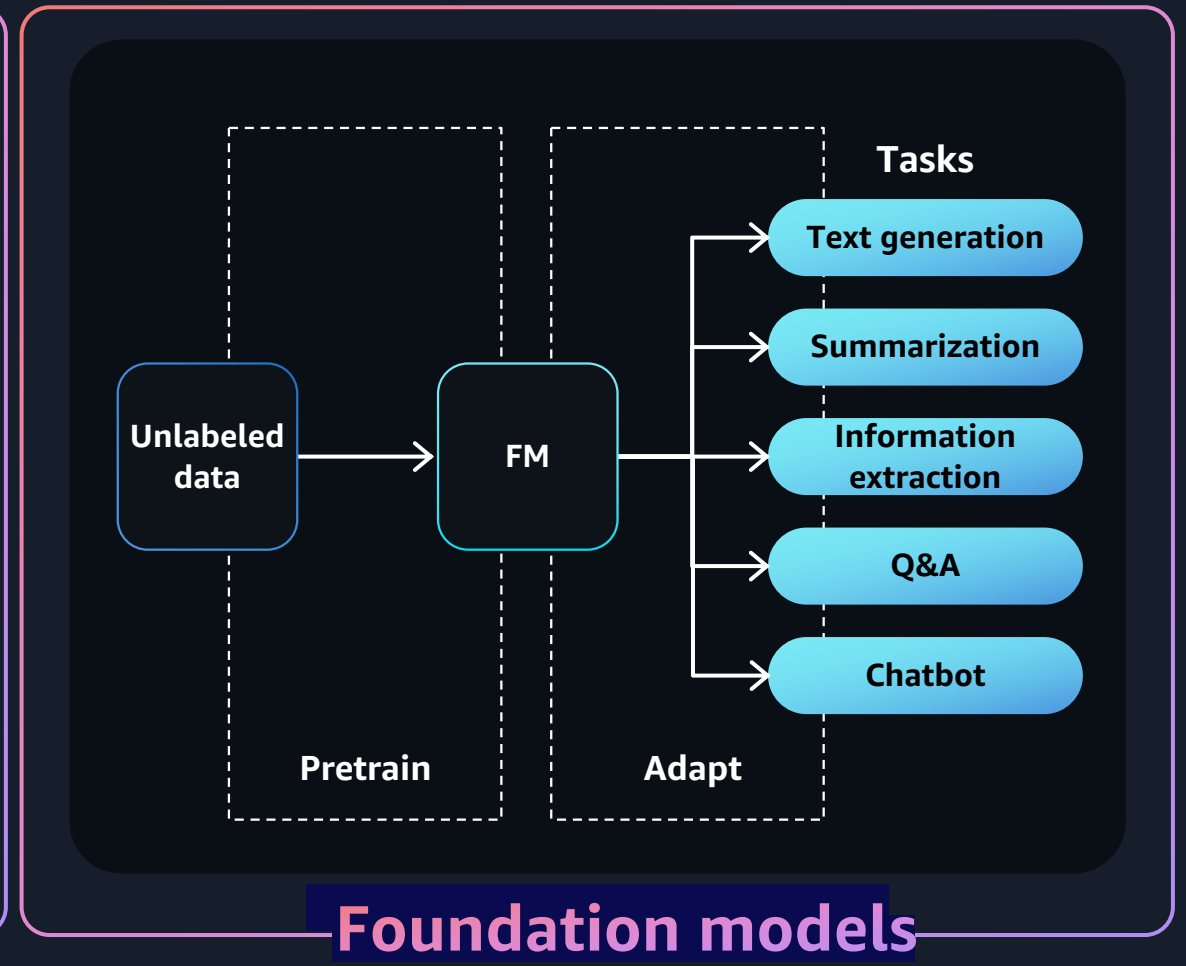 Tasks
Text generation
Summarization
Information
extraction
Q&A
Chatbot
Unlabeled
data
FM
Pretrain
Adapt
Foundation models